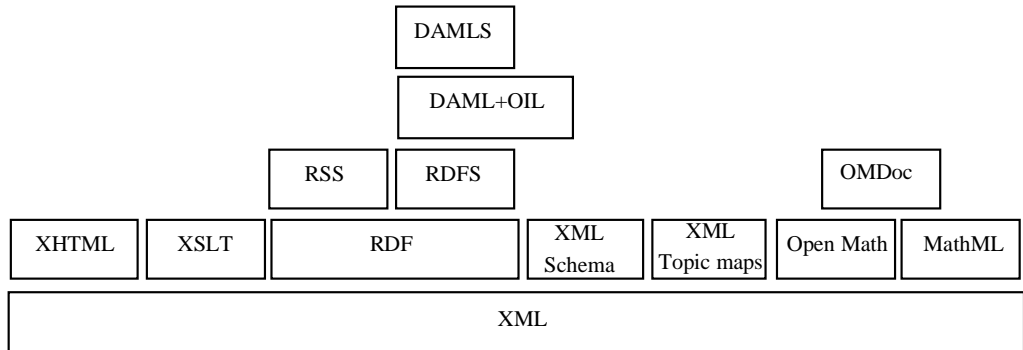 DAMLS
DAML+OIL
RSS
RDFS
OMDoc
XHTML
XSLT
RDF
XML
Schema
XML
Topic maps
Open Math
MathML
XML